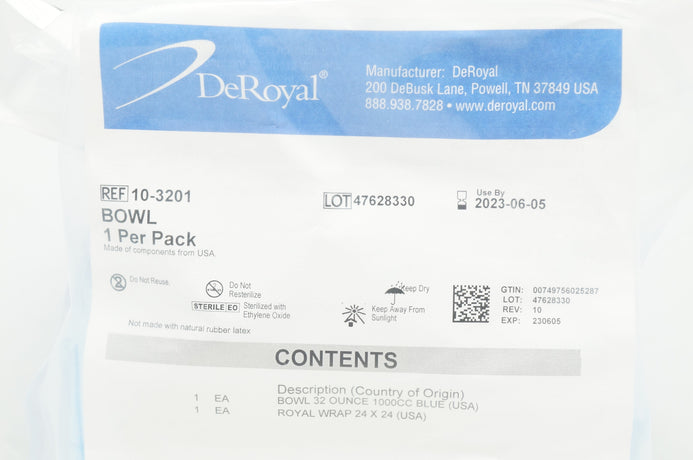 DeRoyal®
Manufacturer: DeRoyal
200 DeBusk Lane, Powell, TN 37849 USA
888.938.7828 • www.deroyal.com
REF 10-3201
BOWL
1 Per Pack
Made of components from USA.
LOT 47628330
Use By
2023-06-05
2
Do Not Reuse.
Do Not
Resterilize
STERILE EO Sterilized with
Ethylene Oxide
Not made with natural rubber latex
Keep Dry
Keep Away From
Sunlight
GTIN: 00749756025287
LOT: 47628330
REV: 10
EXP: 230605
CONTENTS
Description (Country of Origin)
1 EA BOWL 32 OUNCE 1000CC BLUE (USA)
1 EA ROYAL WRAP 24 X 24 (USA)